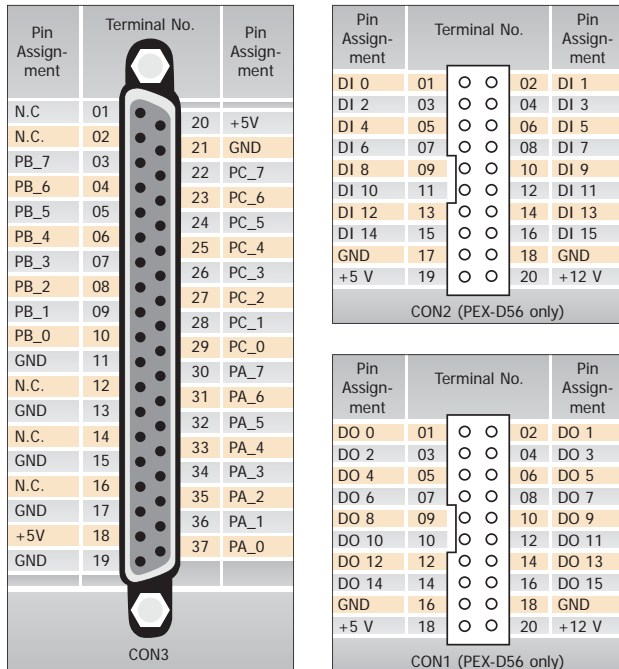 Pin Assign-ment Terminal No. Pin Assign-ment
N.C 01
20 +5V
N.C. 02
21 GND
PB_7 03
22 PC_7
PB_6 04
23 PC_6
PB_5 05
24 PC_5
PB_4 06
25 PC_4
PB_3 07
26 PC_3
PB_2 08
27 PC_2
PB_1 09
28 PC_1
PB_0 10
29 PC_0
GND 11
30 PA_7
N.C. 12
31 PA_6
GND 13
32 PA_5
N.C. 14
33 PA_4
GND 15
34 PA_3
N.C. 16
35 PA_2
GND 17
36 PA_1
+5V 18
37 PA_0
GND 19
CON3
Pin Assign-ment Terminal No. Pin Assign-ment
DI 0 01 02 DI 1
DI 2 03 04 DI 3
DI 4 05 06 DI 5
DI 6 07 08 DI 7
DI 8 09 10 DI 9
DI 10 11 12 DI 11
DI 12 13 14 DI 13
DI 14 15 16 DI 15
GND 17 18 GND
+5 V 19 20 +12 V
CON2 (PEX-D56 only)
Pin Assign-ment Terminal No. Pin Assign-ment
DO 0 01 02 DO 1
DO 2 03 04 DO 3
DO 4 05 06 DO 5
DO 6 07 08 DO 7
DO 8 09 10 DO 9
DO 10 10 12 DO 11
DO 12 12 14 DO 13
DO 14 14 16 DO 15
GND 16 18 GND
+5 V 18 20 +12 V
CON1 (PEX-D56 only)